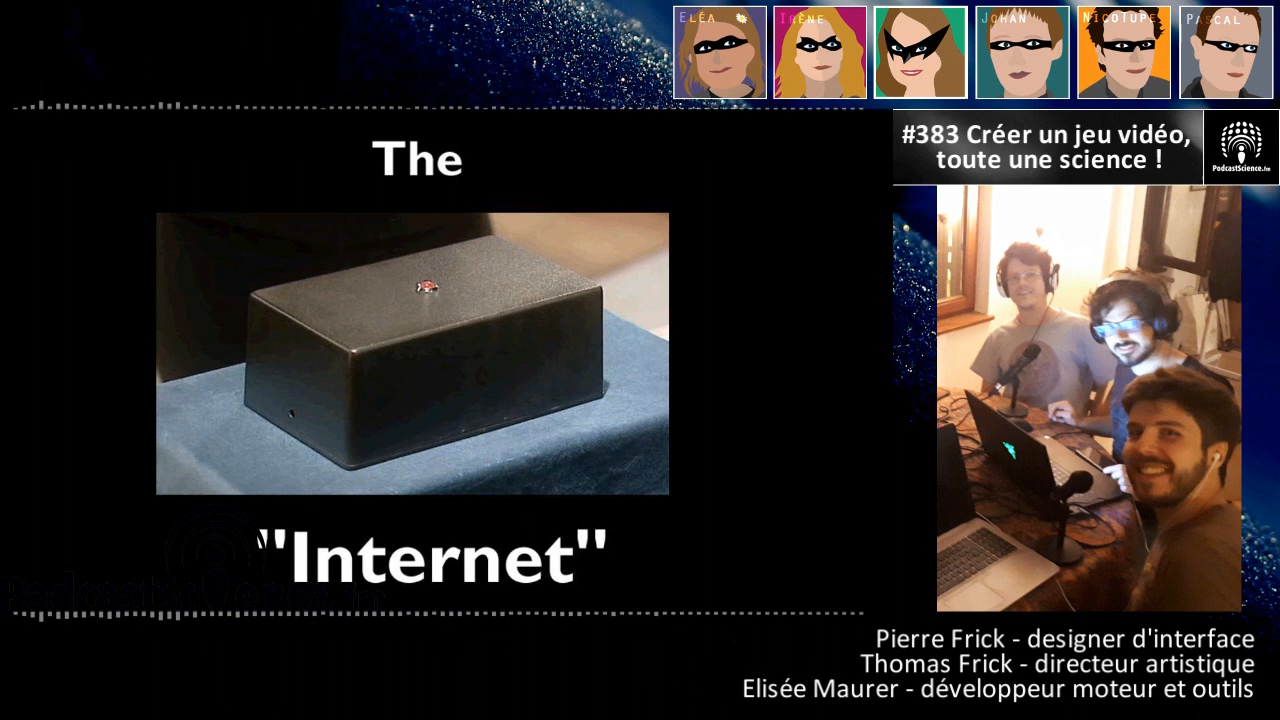 ELÉA
IRÈNE
JOHAN
NICOTUPE
PASCAL
#383 Créer un jeu vidéo,
toute une science !
PodcastScience.fm
The
"Internet"
Pierre Frick - designer d'interface
Thomas Frick - directeur artistique
Elisée Maurer - développeur moteur et outils